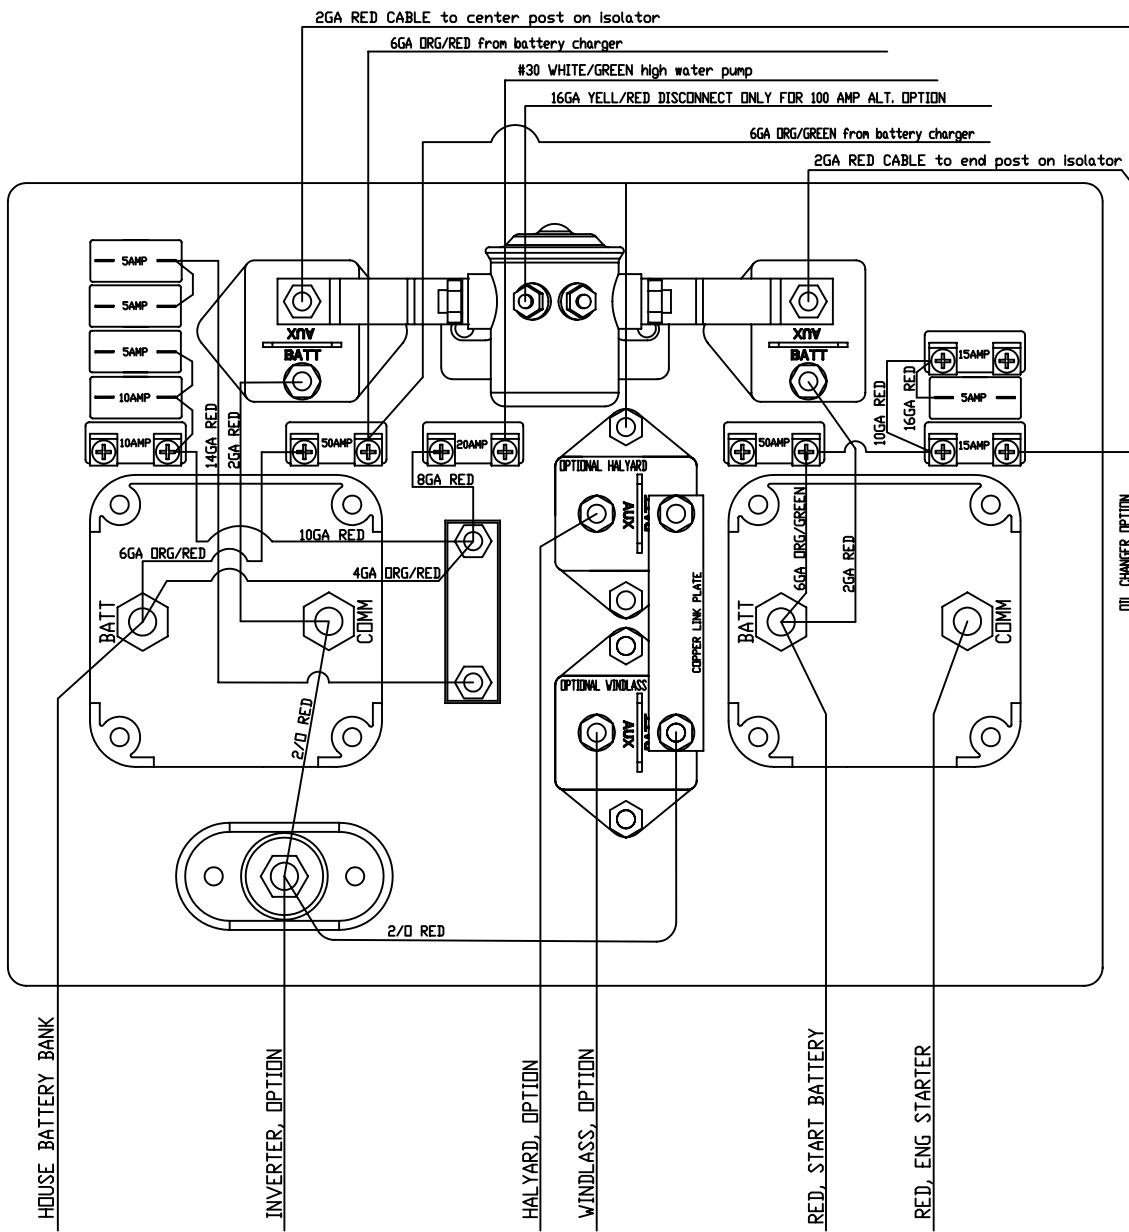 2GA RED CABLE to center post on isolator
6GA ORG/RED from battery charger
#30 WHITE/GREEN high water pump
16GA YELL/RED DISCONNECT ONLY FOR 100 AMP ALT. OPTION
6GA ORG/GREEN from battery charger
2GA RED CABLE to end post on isolator
5AMP
5AMP
5AMP
10AMP
10AMP
14GA RED
2GA RED
AUX
BATT
50AMP
20AMP
AUX
BATT
50AMP
10GA RED
16GA RED
15AMP
5AMP
15AMP
8GA RED
10GA RED
6GA ORG/RED
4GA ORG/RED
BATT
COMM
2/0 RED
OPTIONAL HALYARD
AUX
BATT
COPPER LINK PLATE
OPTIONAL WINDLASS
AUX
BATT
6GA ORG/GREEN
2GA RED
BATT
COMM
OIL CHANGER OPTION
2/0 RED
HOUSE BATTERY BANK
INVERTER, OPTION
HALYARD, OPTION
WINDLASS, OPTION
RED, START BATTERY
RED, ENG STARTER